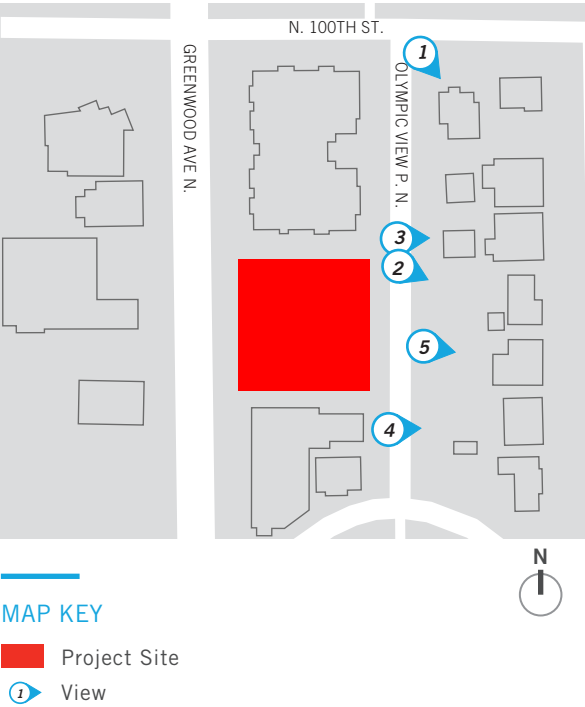 N. 100TH ST.
1
GREENWOOD AVE N.
OLYMPIC VIEW P. N.
3
2
5
4
N
MAP KEY
Project Site
1 View